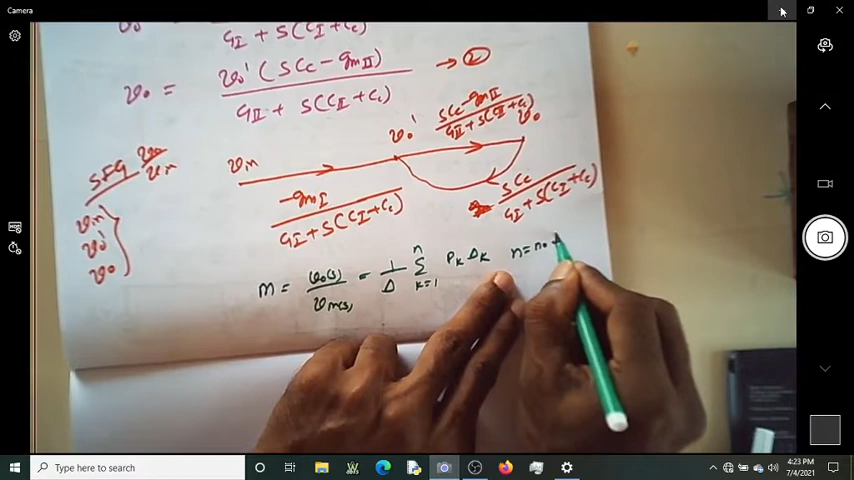 Camera
GI + S(CI + Cc)
vo = vo' (SCc - gmII) / GII + S(CII + Cc) → ②
SFG vo/vin
vin
vo'
vo
vin
vo'
SCc - gmII / GII + S(CII + Cc)
vo
-gmI / GI + S(CI + Cc)
SCc / GI + S(CI + Cc)
M = vo(s) / vin(s) = 1/Δ Σ n k=1 Pk Δk n = no
Type here to search
4:23 PM
7/4/2021